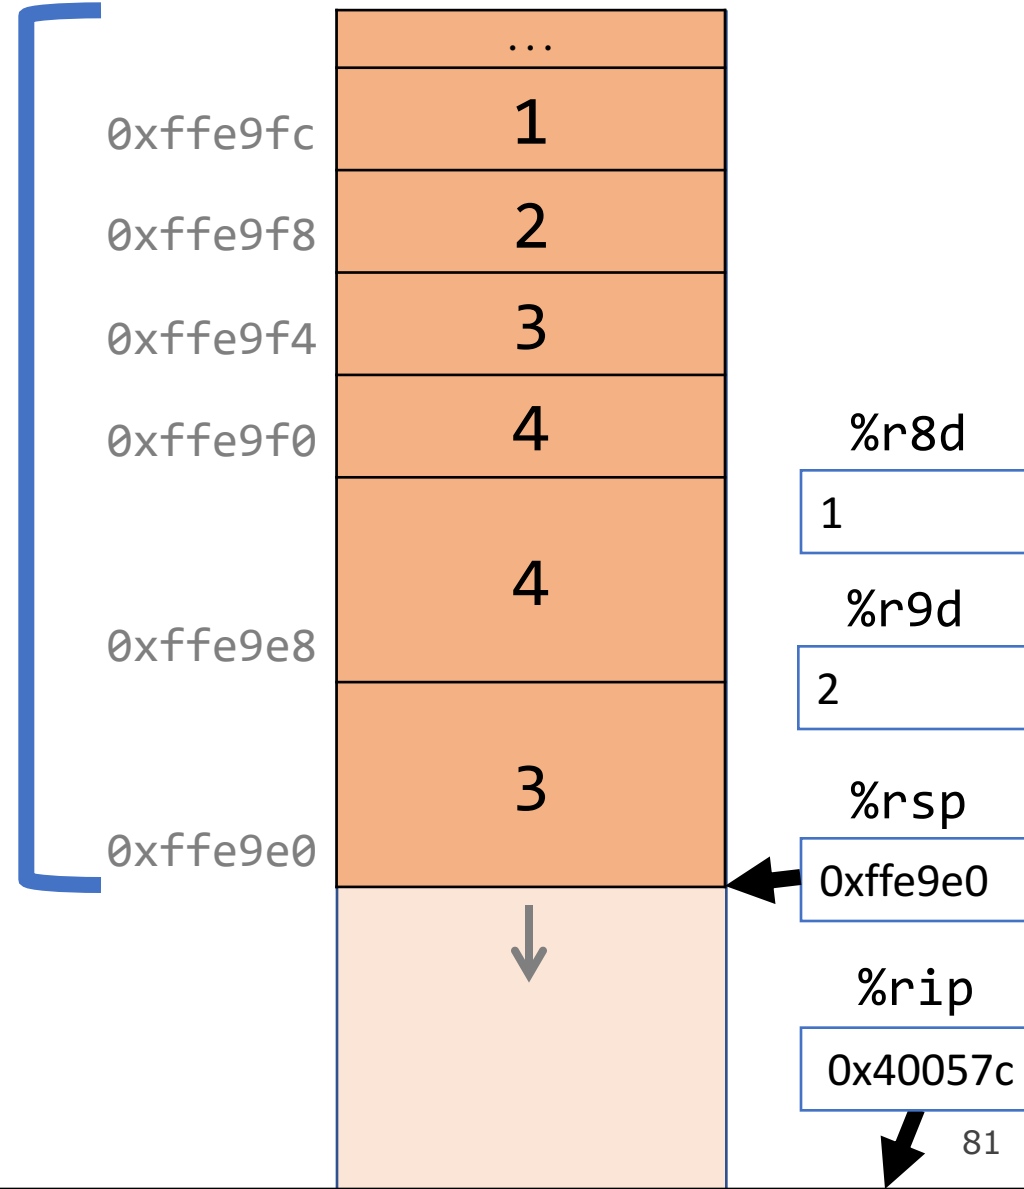 ...
0xffe9fc 1
0xffe9f8 2
0xffe9f4 3
0xffe9f0 4
0xffe9e8 4
0xffe9e0 3
%r8d
1
%r9d
2
%rsp
0xffe9e0
%rip
0x40057c
81